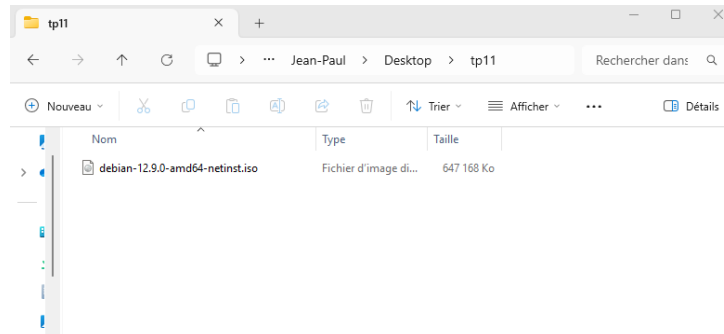 tp11
Jean-Paul > Desktop > tp11
Rechercher dans
Nouveau
Trier
Afficher
Détails
Nom Type Taille
debian-12.9.0-amd64-netinst.iso Fichier d'image di... 647 168 Ko